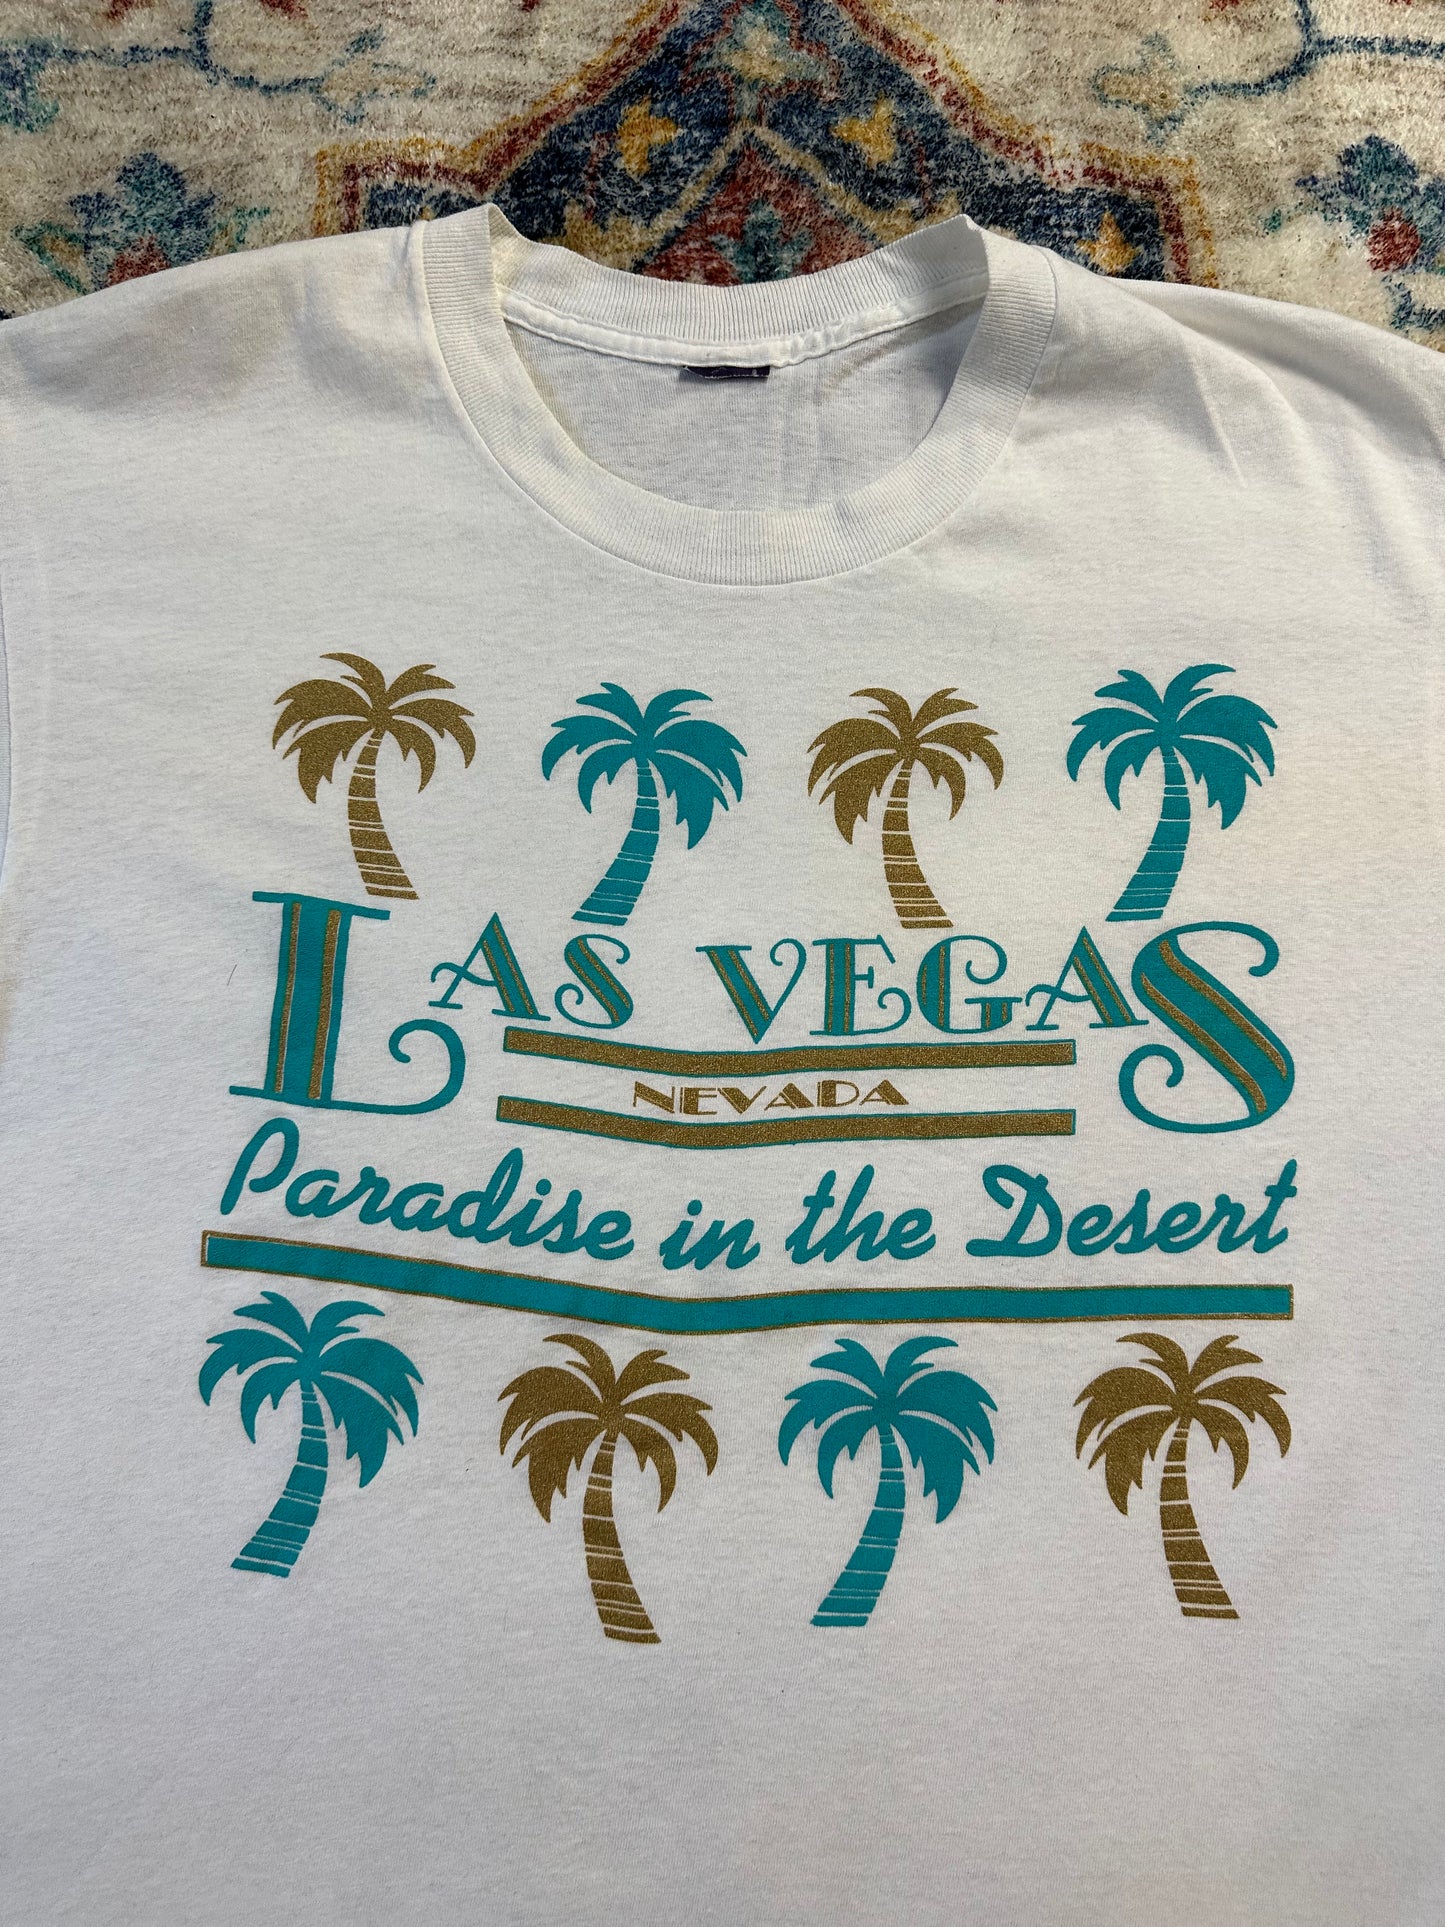 LAS VEGAS
NEVADA
Paradise in the Desert